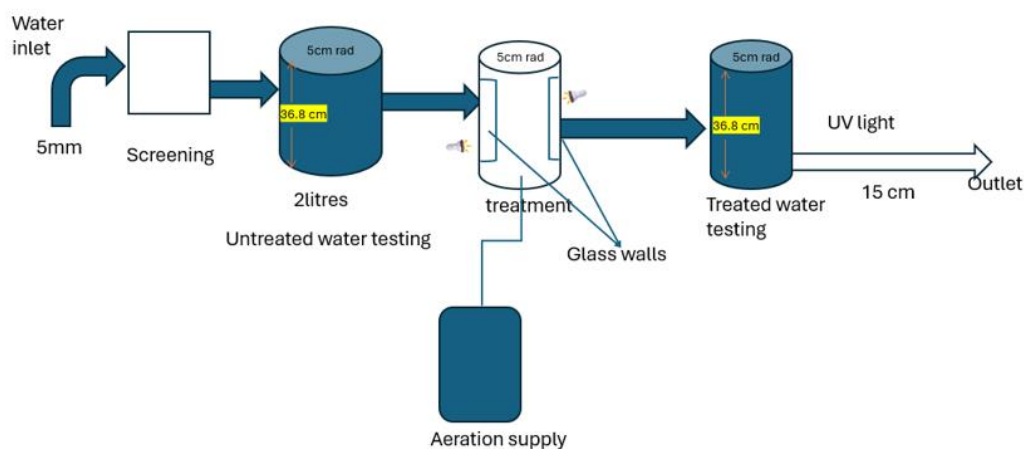 Water
inlet
5mm
Screening
5cm rad
36.8 cm
2litres
Untreated water testing
5cm rad
treatment
Glass walls
Aeration supply
5cm rad
36.8 cm
Treated water
testing
UV light
15 cm
Outlet